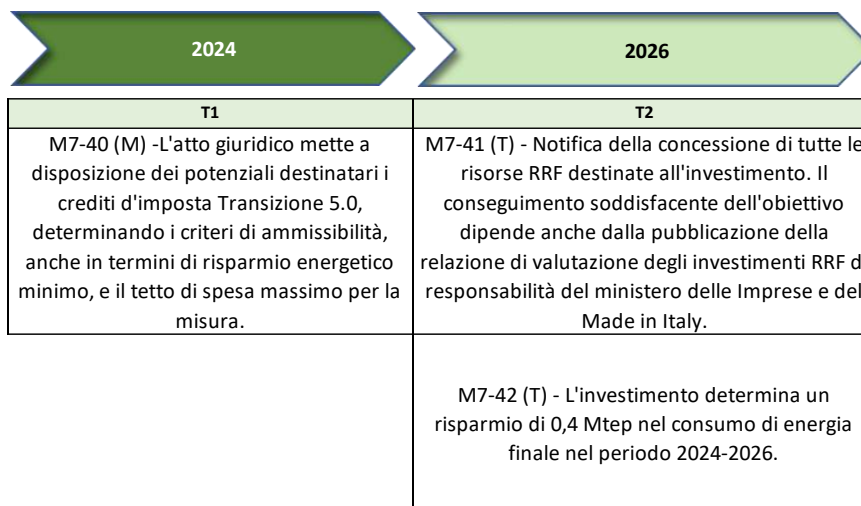 2024
2026
T1
T2
M7-40 (M) -L'atto giuridico mette a
disposizione dei potenziali destinatari i
crediti d'imposta Transizione 5.0,
determinando i criteri di ammissibilità,
anche in termini di risparmio energetico
minimo, e il tetto di spesa massimo per la
misura.
M7-41 (T) - Notifica della concessione di tutte le
risorse RRF destinate all'investimento. Il
conseguimento soddisfacente dell'obiettivo
dipende anche dalla pubblicazione della
relazione di valutazione degli investimenti RRF d
responsabilità del ministero delle Imprese e del
Made in Italy.
M7-42 (T) - L'investimento determina un
risparmio di 0,4 Mtep nel consumo di energia
finale nel periodo 2024-2026.